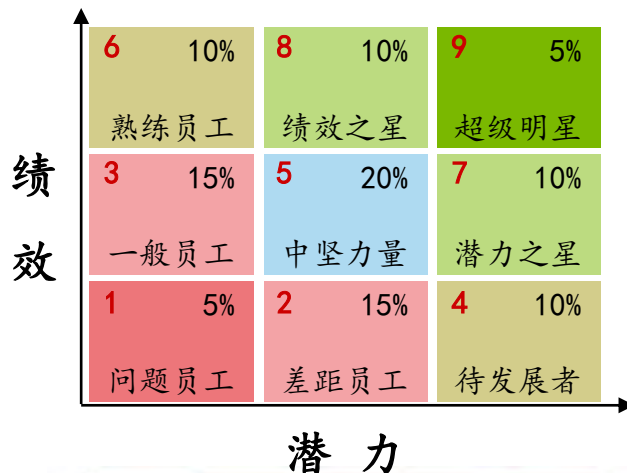 6 10%
熟练员工
8 10%
绩效之星
9 5%
超级明星
绩效
3 15%
一般员工
5 20%
中坚力量
7 10%
潜力之星
1 5%
问题员工
2 15%
差距员工
4 10%
待发展者
潜力